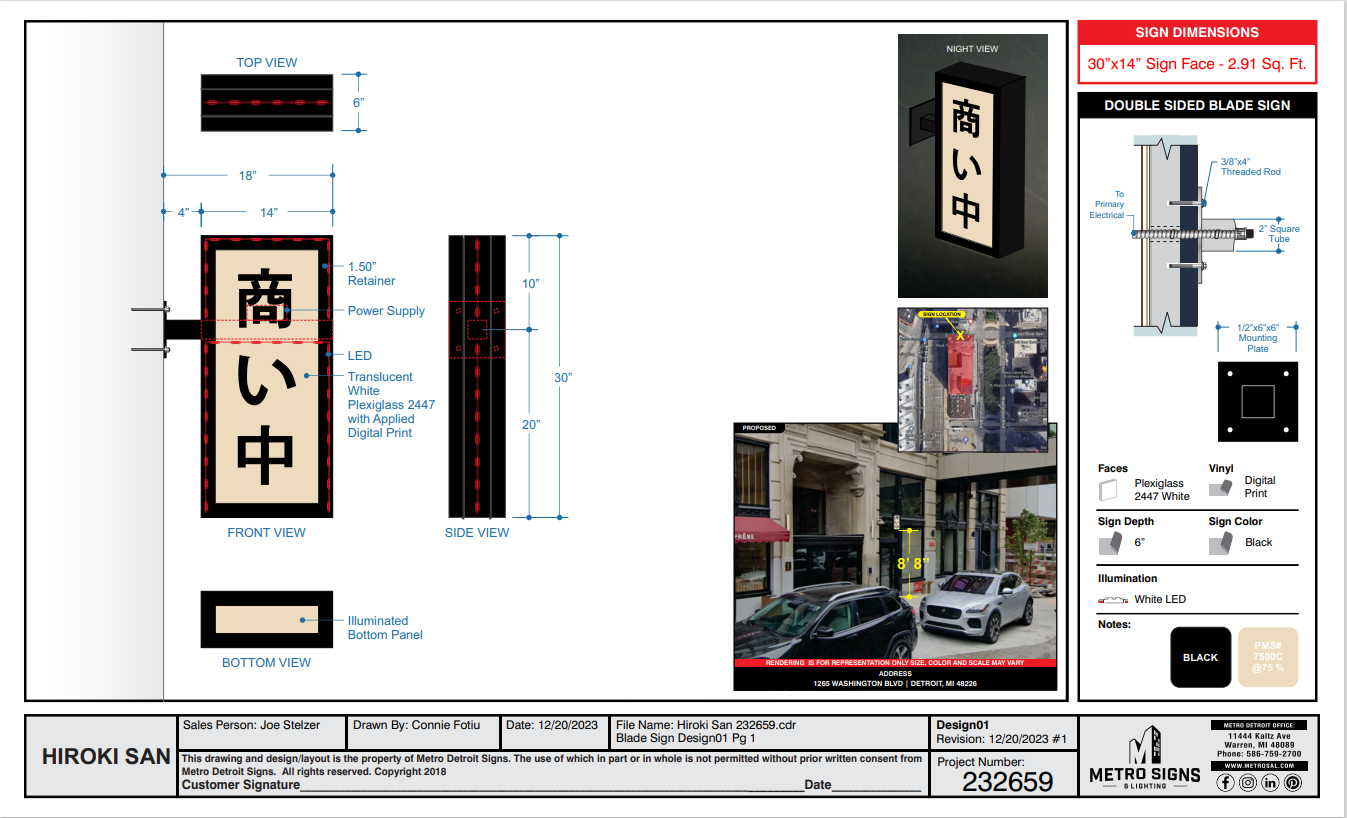 TOP VIEW
6”
18”
4”
14”
商
い
中
1.50”
Retainer
Power Supply
LED
Translucent
White
Plexiglass 2447
with Applied
Digital Print
FRONT VIEW
10”
20”
30”
SIDE VIEW
Illuminated
Bottom Panel
BOTTOM VIEW
NIGHT VIEW
商
い
中
SIGN LOCATION
X
PROPOSED
8’ 8”
RENDERING IS FOR REPRESENTATION ONLY SIZE, COLOR AND SCALE MAY VARY
ADDRESS
1265 WASHINGTON BLVD | DETROIT, MI 48226
SIGN DIMENSIONS
30”x14” Sign Face - 2.91 Sq. Ft.
DOUBLE SIDED BLADE SIGN
3/8”x4”
Threaded Rod
To
Primary
Electrical
2” Square
Tube
1/2”x6”x6”
Mounting
Plate
Faces
Plexiglass
2447 White
Vinyl
Digital
Print
Sign Depth
6”
Sign Color
Black
Illumination
White LED
Notes:
BLACK
PMS#
7500C
@75 %
HIROKI SAN
Sales Person: Joe Stelzer
Drawn By: Connie Fotiu
Date: 12/20/2023
File Name: Hiroki San 232659.cdr
Blade Sign Design01 Pg 1
This drawing and design/layout is the property of Metro Detroit Signs. The use of which in part or in whole is not permitted without prior written consent from
Metro Detroit Signs. All rights reserved. Copyright 2018
Customer Signature Date
Design01
Revision: 12/20/2023 #1
Project Number:
232659
METRO SIGNS
& LIGHTING
METRO DETROIT OFFICE:
11444 Kaltz Ave
Warren, MI 48089
Phone: 586-759-2700
WWW.METROSAL.COM